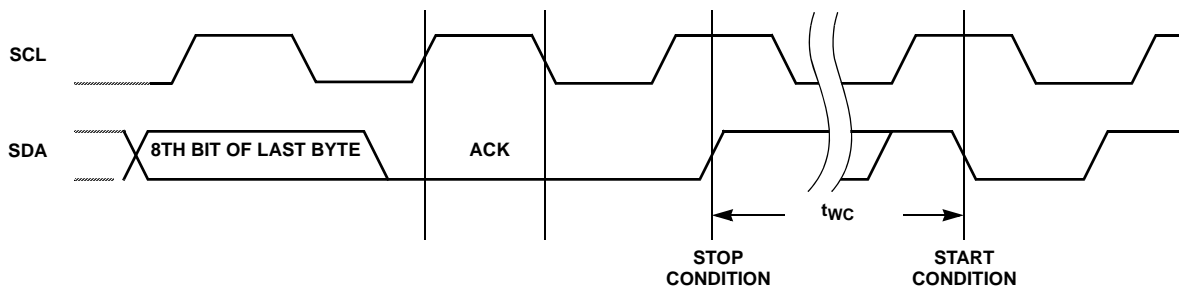 SCL
SDA
8TH BIT OF LAST BYTE
ACK
tWC
STOP
CONDITION
START
CONDITION